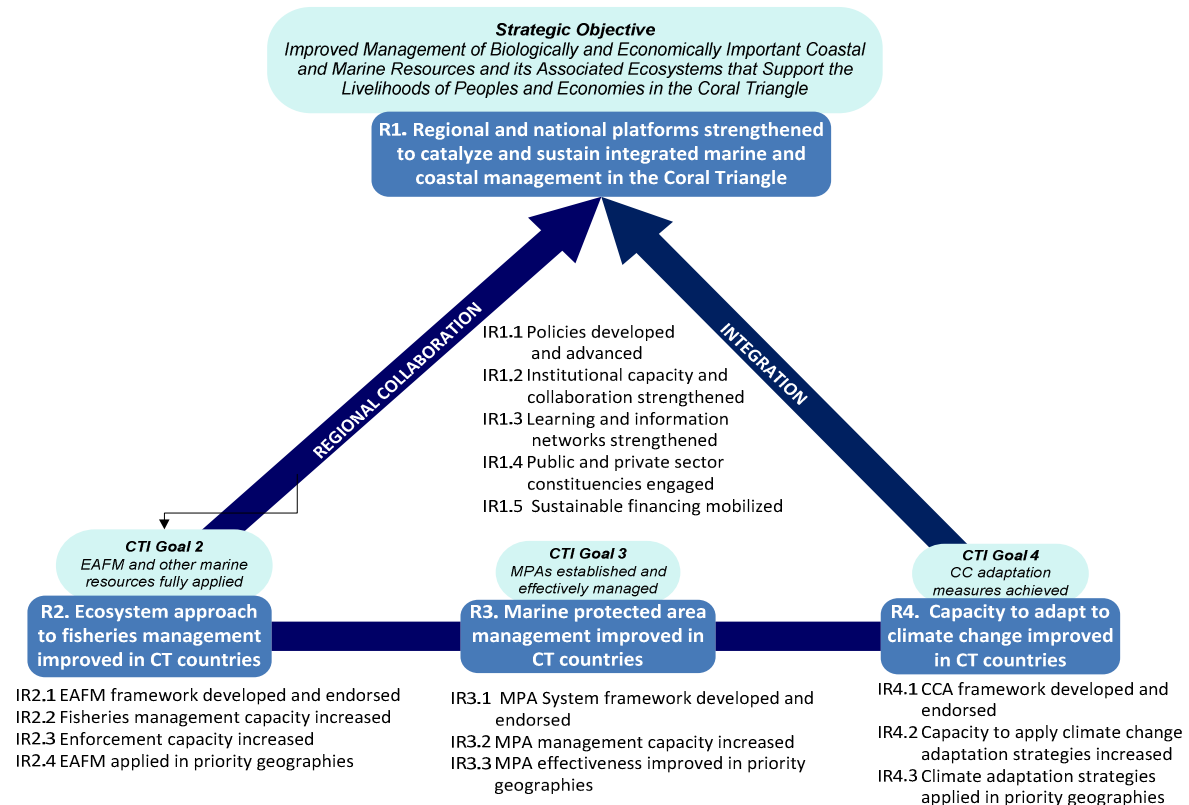 Strategic Objective
Improved Management of Biologically and Economically Important Coastal
and Marine Resources and its Associated Ecosystems that Support the
Livelihoods of Peoples and Economies in the Coral Triangle
R1. Regional and national platforms strengthened
to catalyze and sustain integrated marine and
coastal management in the Coral Triangle
REGIONAL COLLABORATION
INTEGRATION
IR1.1 Policies developed
and advanced
IR1.2 Institutional capacity and
collaboration strengthened
IR1.3 Learning and information
networks strengthened
IR1.4 Public and private sector
constituencies engaged
IR1.5 Sustainable financing mobilized
CTI Goal 2
EAFM and other marine
resources fully applied
R2. Ecosystem approach
to fisheries management
improved in CT countries
IR2.1 EAFM framework developed and endorsed
IR2.2 Fisheries management capacity increased
IR2.3 Enforcement capacity increased
IR2.4 EAFM applied in priority geographies
CTI Goal 3
MPAs established and
effectively managed
R3. Marine protected area
management improved in
CT countries
IR3.1 MPA System framework developed and
endorsed
IR3.2 MPA management capacity increased
IR3.3 MPA effectiveness improved in priority
geographies
CTI Goal 4
CC adaptation
measures achieved
R4. Capacity to adapt to
climate change improved
in CT countries
IR4.1 CCA framework developed and
endorsed
IR4.2 Capacity to apply climate change
adaptation strategies increased
IR4.3 Climate adaptation strategies
applied in priority geographies